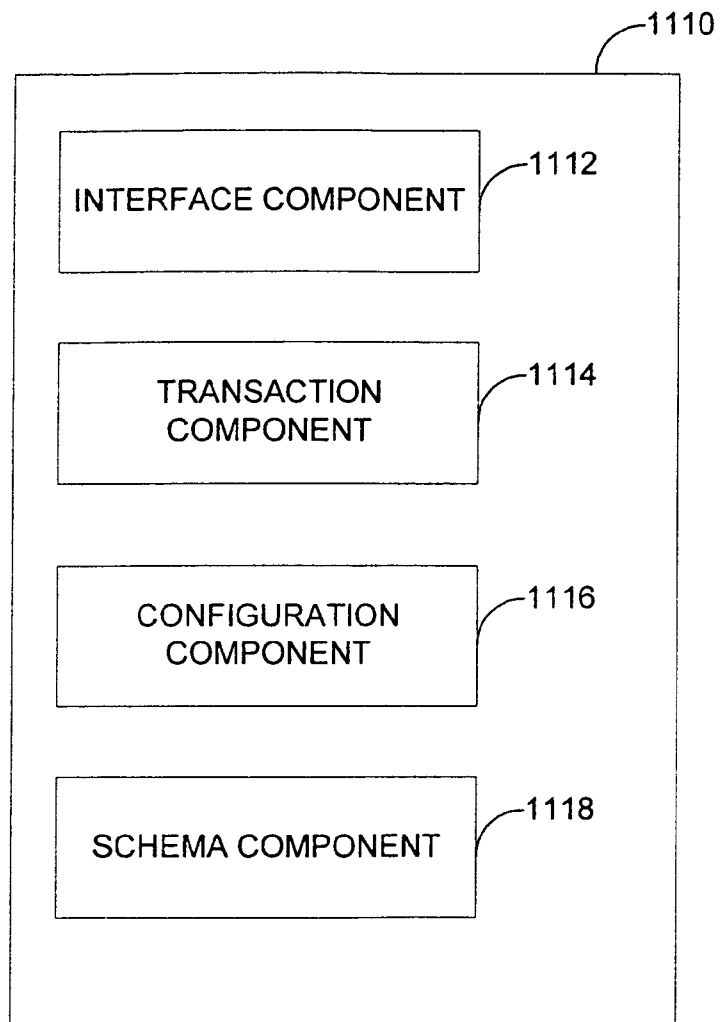 1110
INTERFACE COMPONENT
1112
TRANSACTION
COMPONENT
1114
CONFIGURATION
COMPONENT
1116
SCHEMA COMPONENT
1118